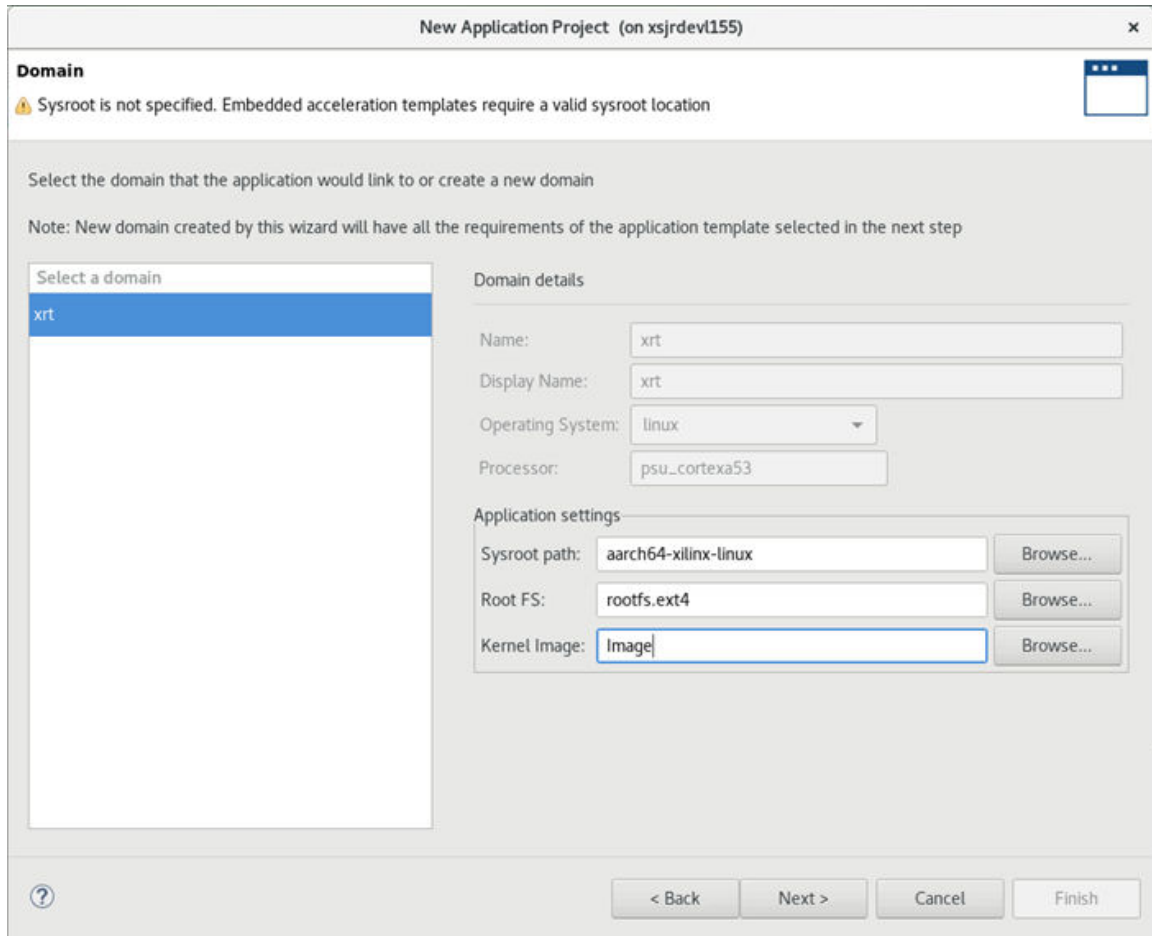 New Application Project (on xsjrdevl155)
Domain
Sysroot is not specified. Embedded acceleration templates require a valid sysroot location
Select the domain that the application would link to or create a new domain
Note: New domain created by this wizard will have all the requirements of the application template selected in the next step
Select a domain
xrt
Domain details
Name: xrt
Display Name: xrt
Operating System: linux
Processor: psu_cortexa53
Application settings
Sysroot path: aarch64-xilinx-linux Browse...
Root FS: rootfs.ext4 Browse...
Kernel Image: Image Browse...
< Back Next > Cancel Finish